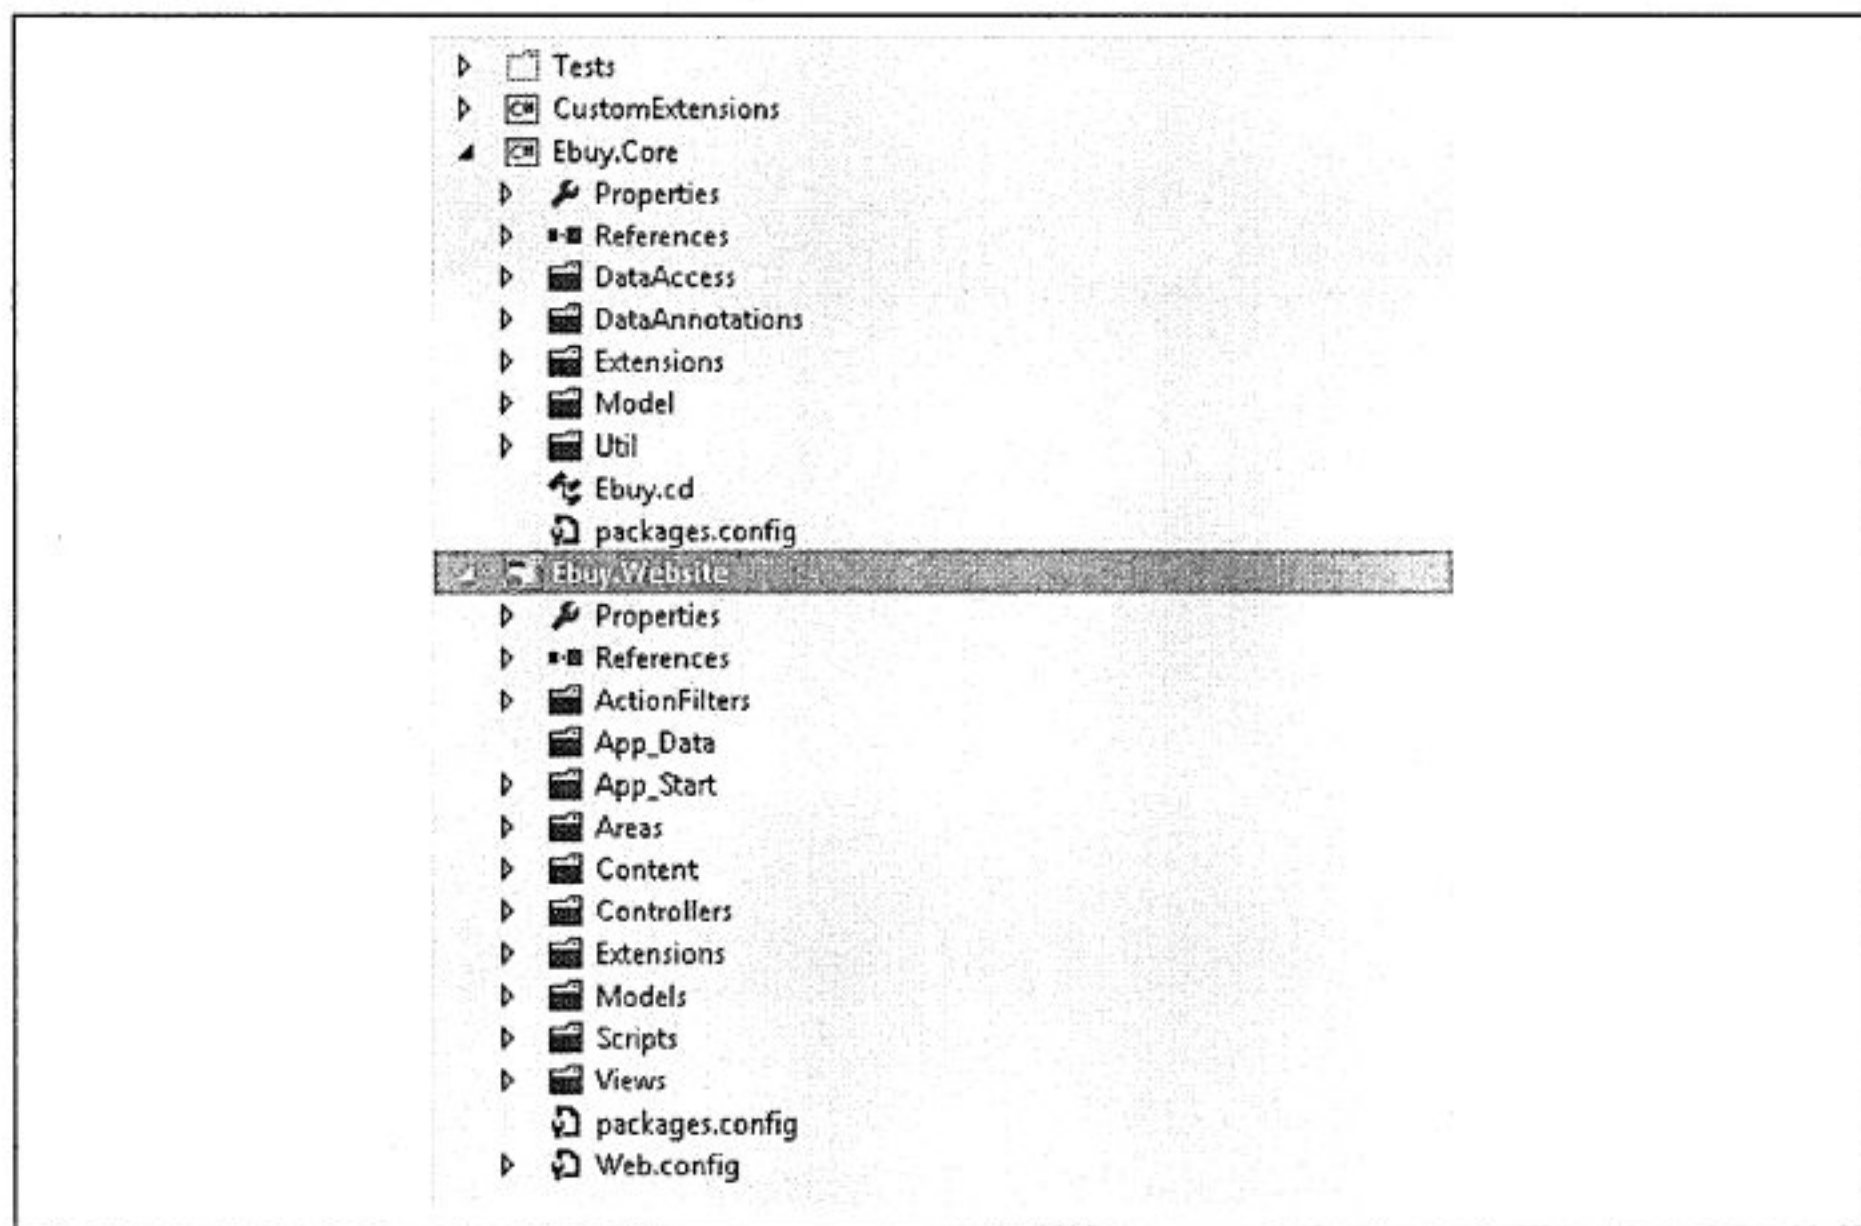 Tests
CustomExtensions
Ebuy.Core
Properties
References
DataAccess
DataAnnotations
Extensions
Model
Util
Ebuy.cd
packages.config
Ebuy.Website
Properties
References
ActionFilters
App_Data
App_Start
Areas
Content
Controllers
Extensions
Models
Scripts
Views
packages.config
Web.config